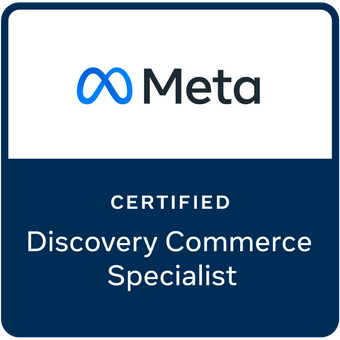 Meta
CERTIFIED
Discovery Commerce
Specialist